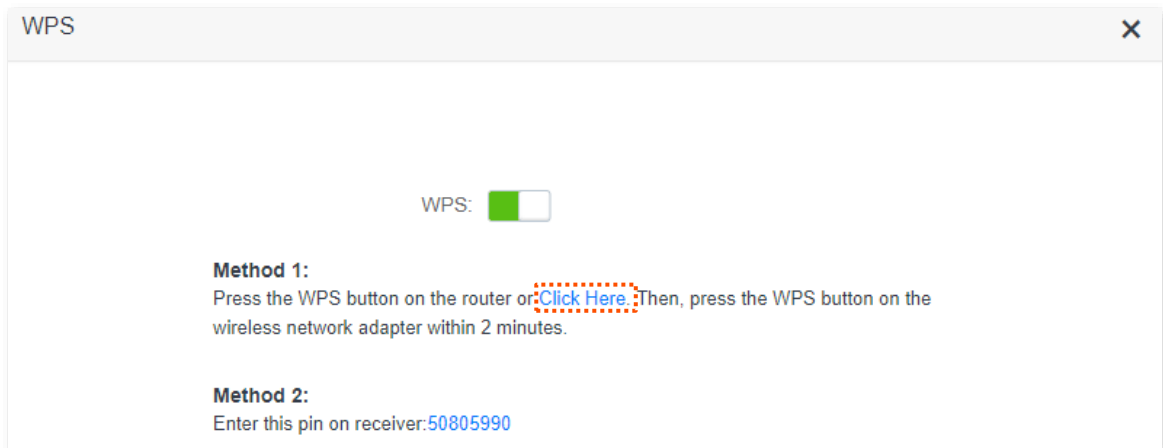 WPS
WPS:
Method 1:
Press the WPS button on the router or Click Here. Then, press the WPS button on the
wireless network adapter within 2 minutes.
Method 2:
Enter this pin on receiver:50805990